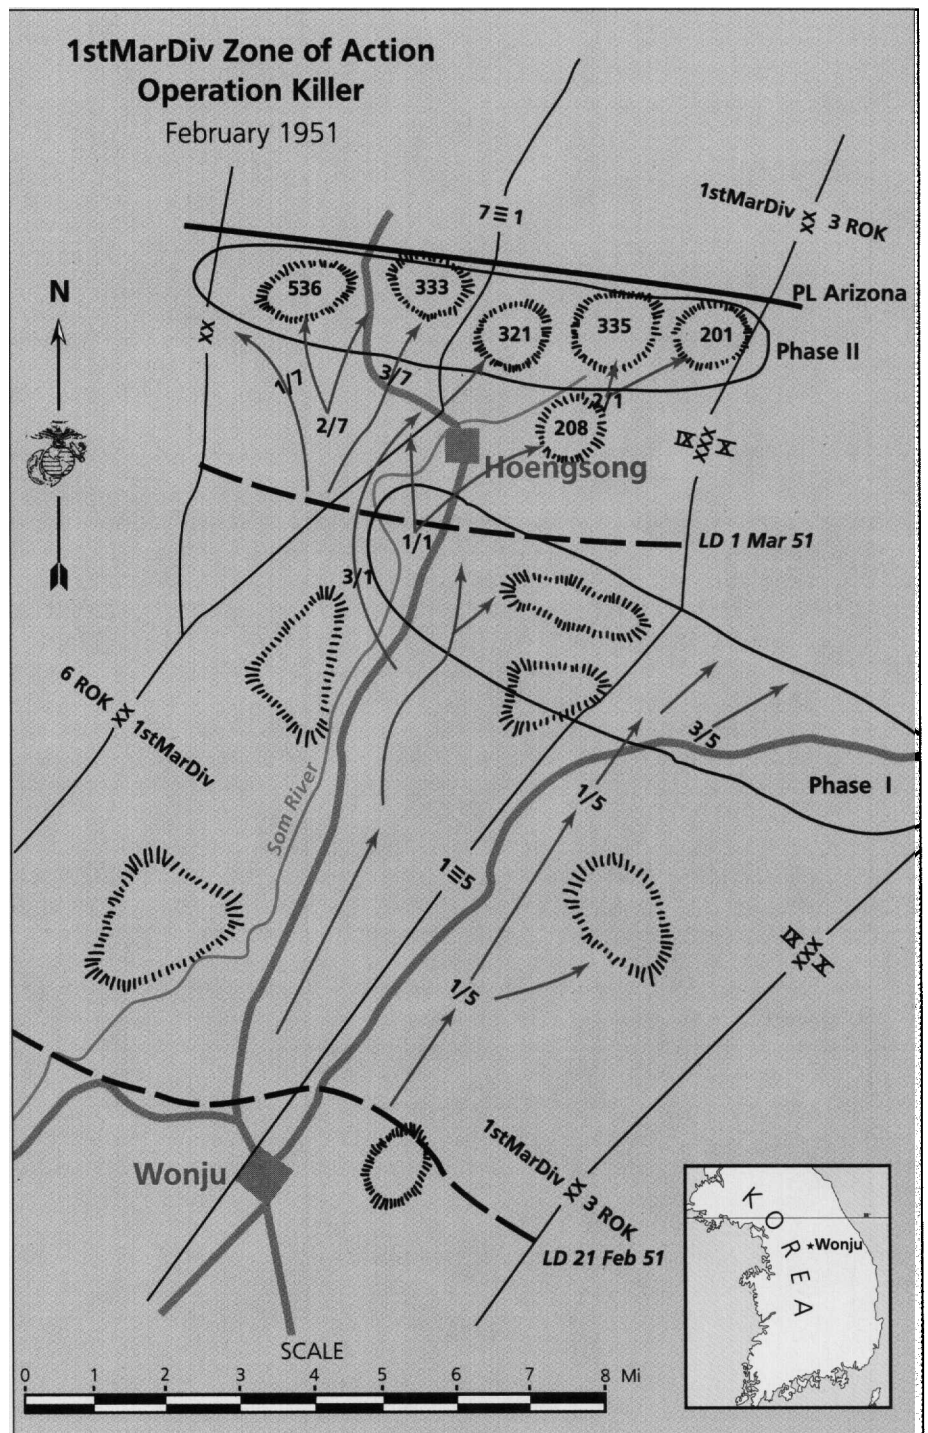 1stMarDiv Zone of Action
Operation Killer
February 1951
7 ≡ 1
1stMarDiv XX 3 ROK
N
536
333
PL Arizona
321
335
201
Phase II
XX
1/7
3/7
2/7
2/1
208
IX XXX X
Hoengsong
1/1
LD 1 Mar 51
3/1
6 ROK XX 1stMarDiv
3/5
Phase I
Som River
1/5
1≡5
IX XXX X
1/5
1stMarDiv XX 3 ROK
Wonju
LD 21 Feb 51
KOREA
Wonju
SCALE
0 1 2 3 4 5 6 7 8 Mi